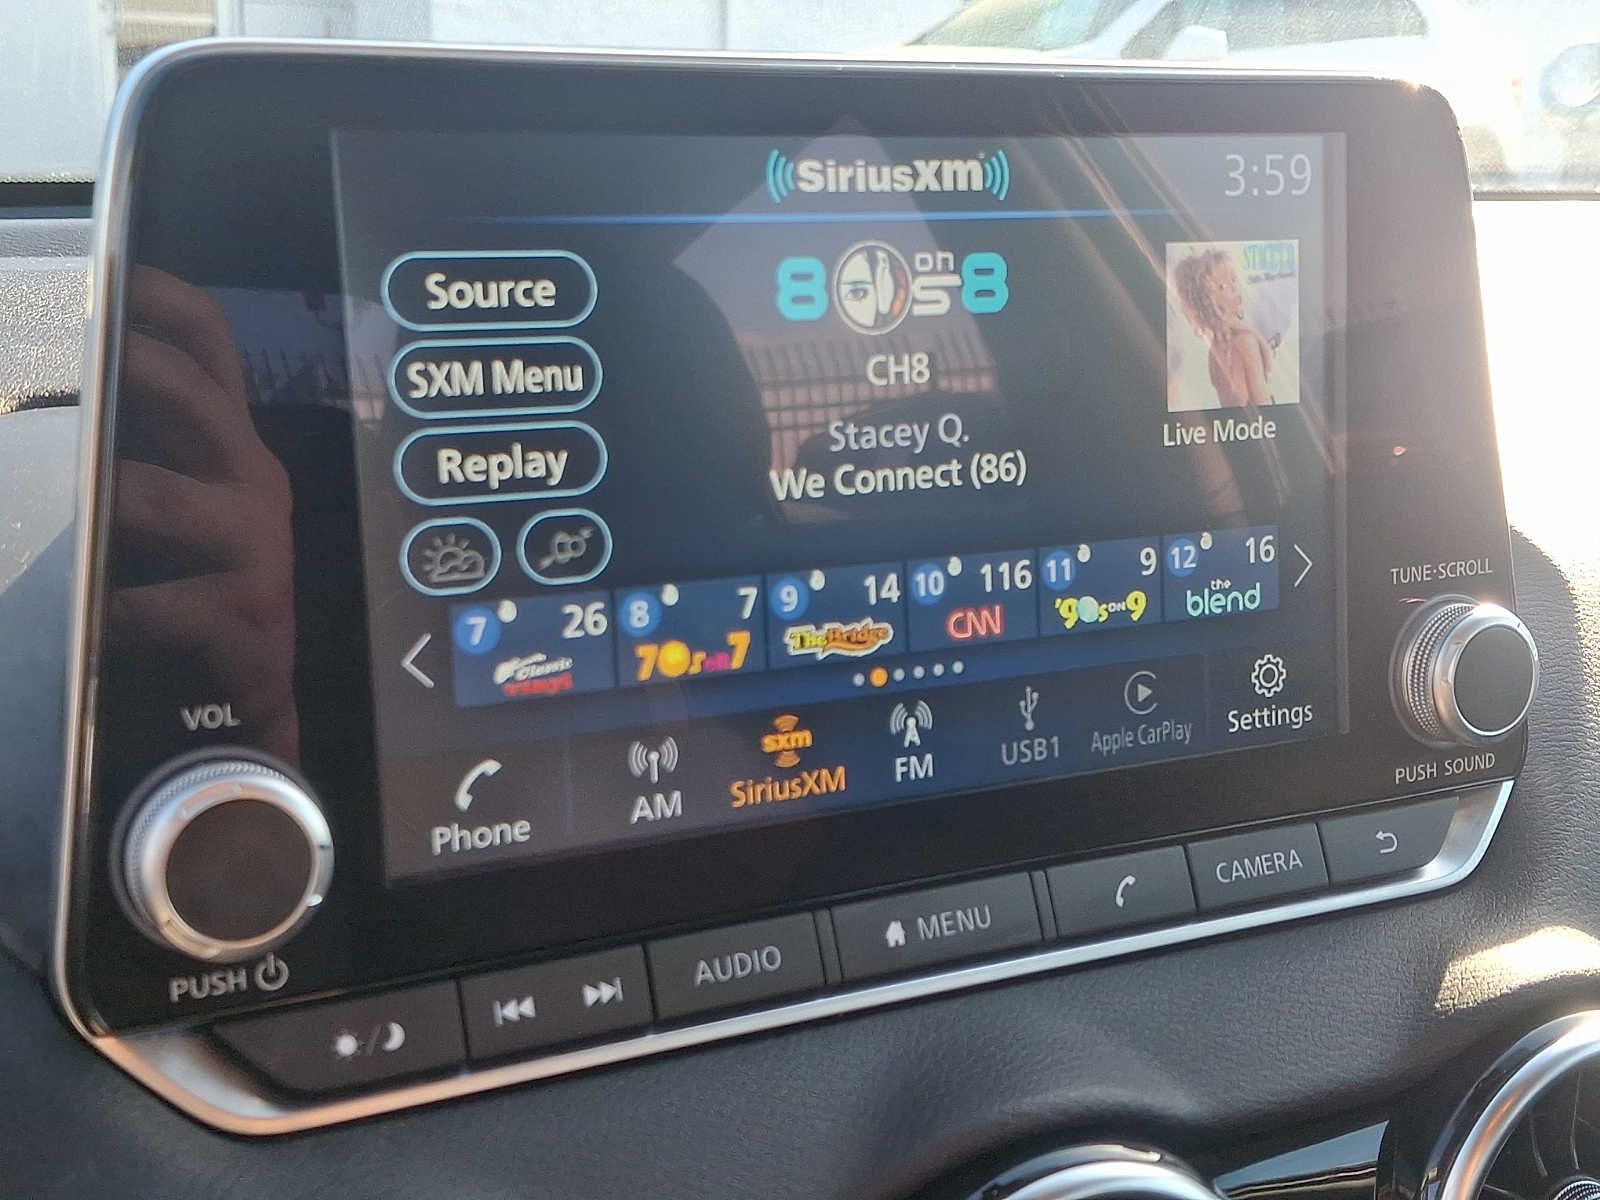 SiriusXM
3:59
Source
SXM Menu
Replay
80s on 8
CH8
Stacey Q.
We Connect (86)
STACEY Q
Live Mode
7 26
Classic
8 7
70s on 7
9 14
The Bridge
10 116
CNN
11 9
'90s ON 9
12 16
the blend
Phone
AM
sxm
SiriusXM
FM
USB1
Apple CarPlay
Settings
VOL
PUSH
TUNE·SCROLL
PUSH SOUND
AUDIO
MENU
CAMERA